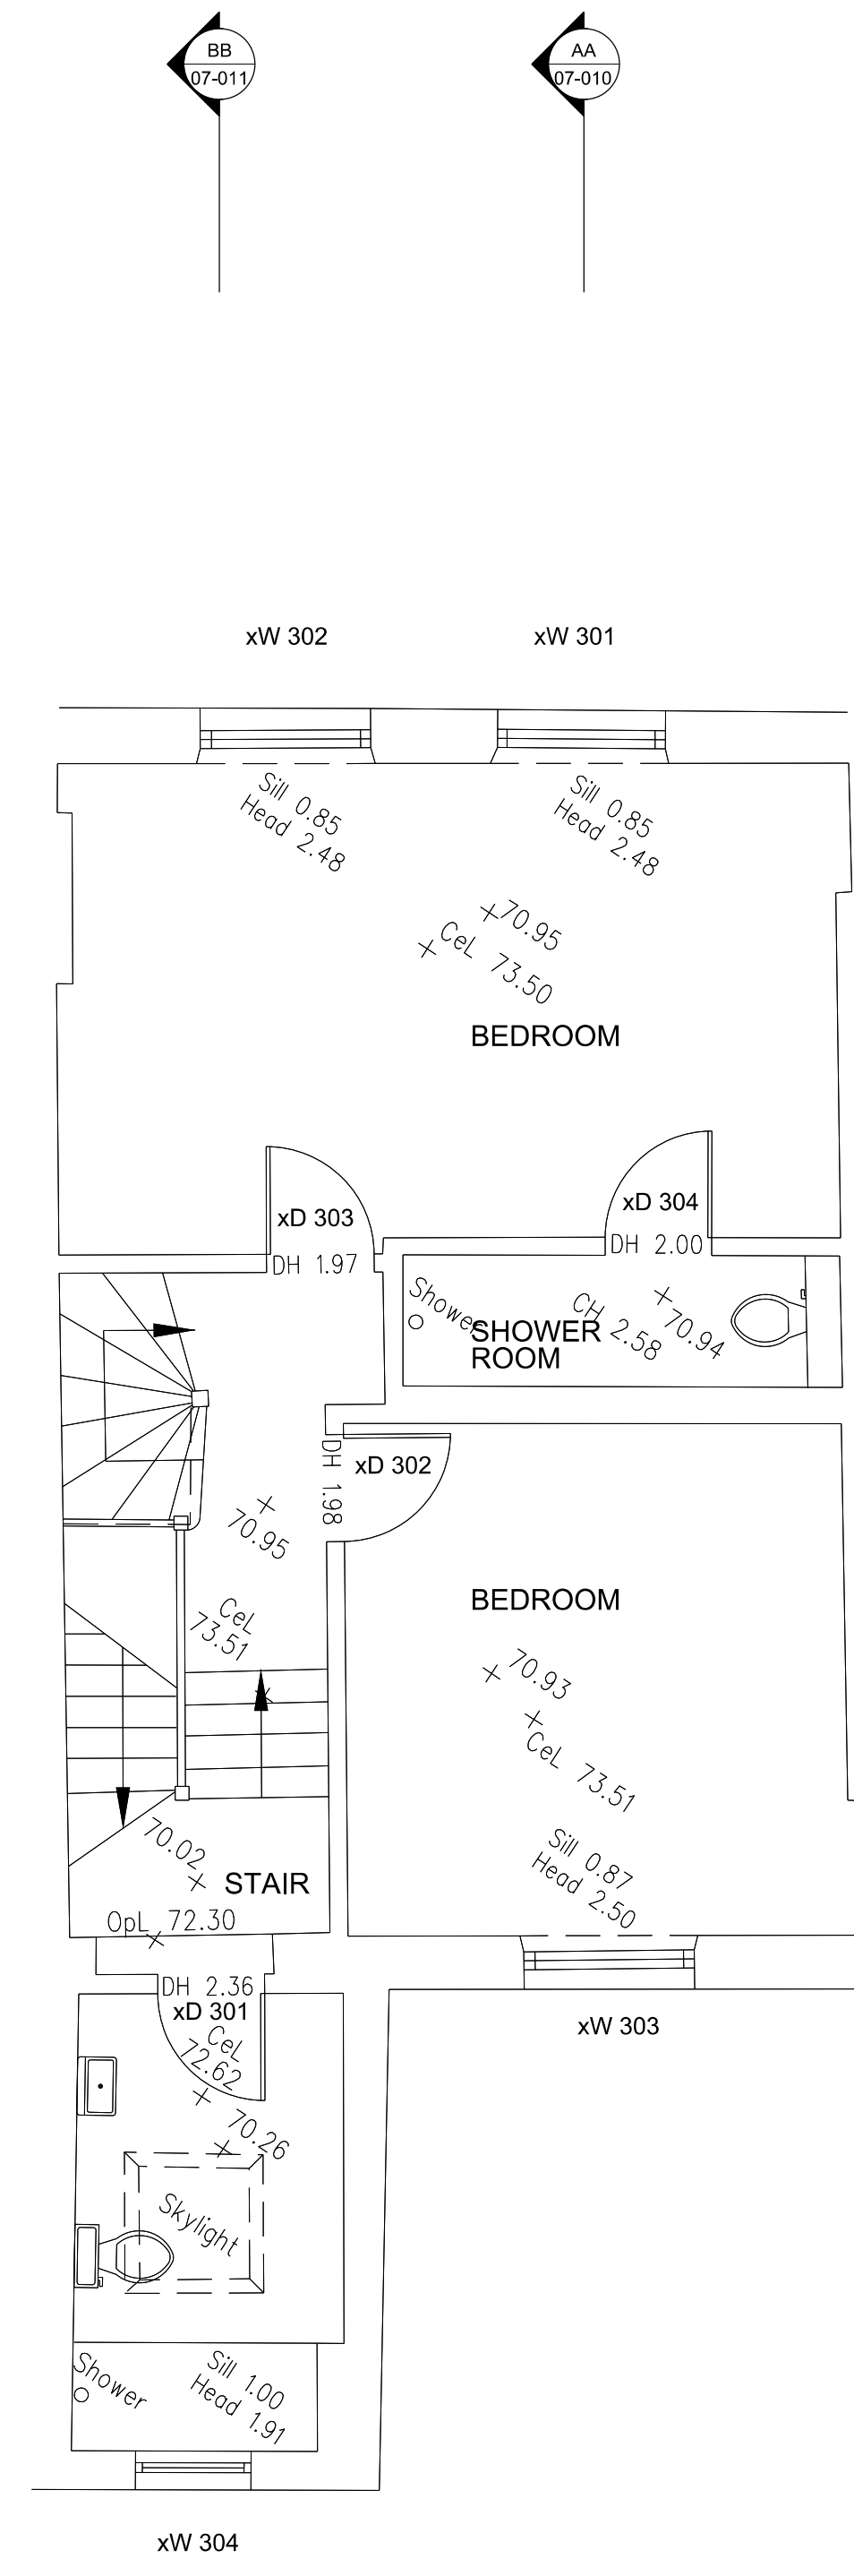 BB
07-011
AA
07-010
xW 302
xW 301
Sill 0.85
Head 2.48
Sill 0.85
Head 2.48
70.95
CeL 73.50
BEDROOM
xD 303
DH 1.97
xD 304
DH 2.00
Shower
CH 2.58
70.94
SHOWER
ROOM
DH 1.98
xD 302
70.95
CeL
73.51
BEDROOM
70.93
CeL 73.51
Sill 0.87
Head 2.50
70.02
STAIR
OpL 72.30
DH 2.36
xD 301
CeL
72.62
70.26
xW 303
Skylight
Shower
Sill 1.00
Head 1.91
xW 304